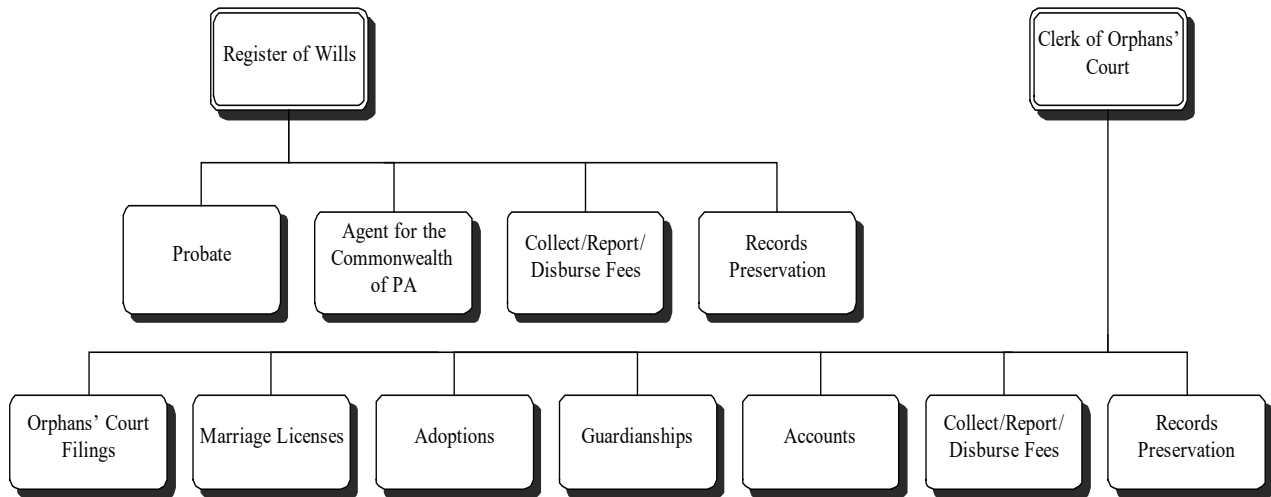 Register of Wills
Clerk of Orphans’
Court
Probate
Agent for the
Commonwealth
of PA
Collect/Report/
Disburse Fees
Records
Preservation
Orphans’ Court
Filings
Marriage Licenses
Adoptions
Guardianships
Accounts
Collect/Report/
Disburse Fees
Records
Preservation